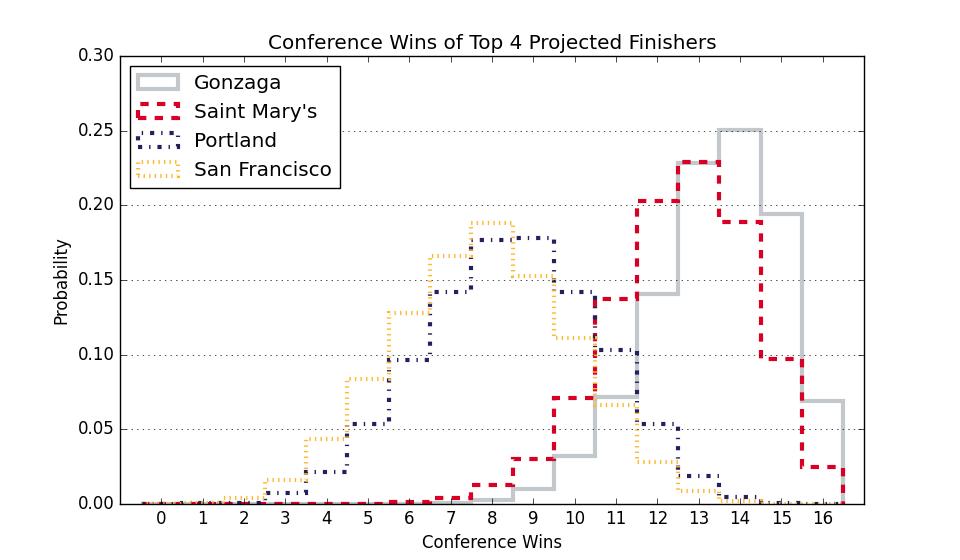 Conference Wins of Top 4 Projected Finishers
0.30
0.25
0.20
0.15
0.10
0.05
0.00
Probability
Gonzaga
Saint Mary's
Portland
San Francisco
0 1 2 3 4 5 6 7 8 9 10 11 12 13 14 15 16
Conference Wins